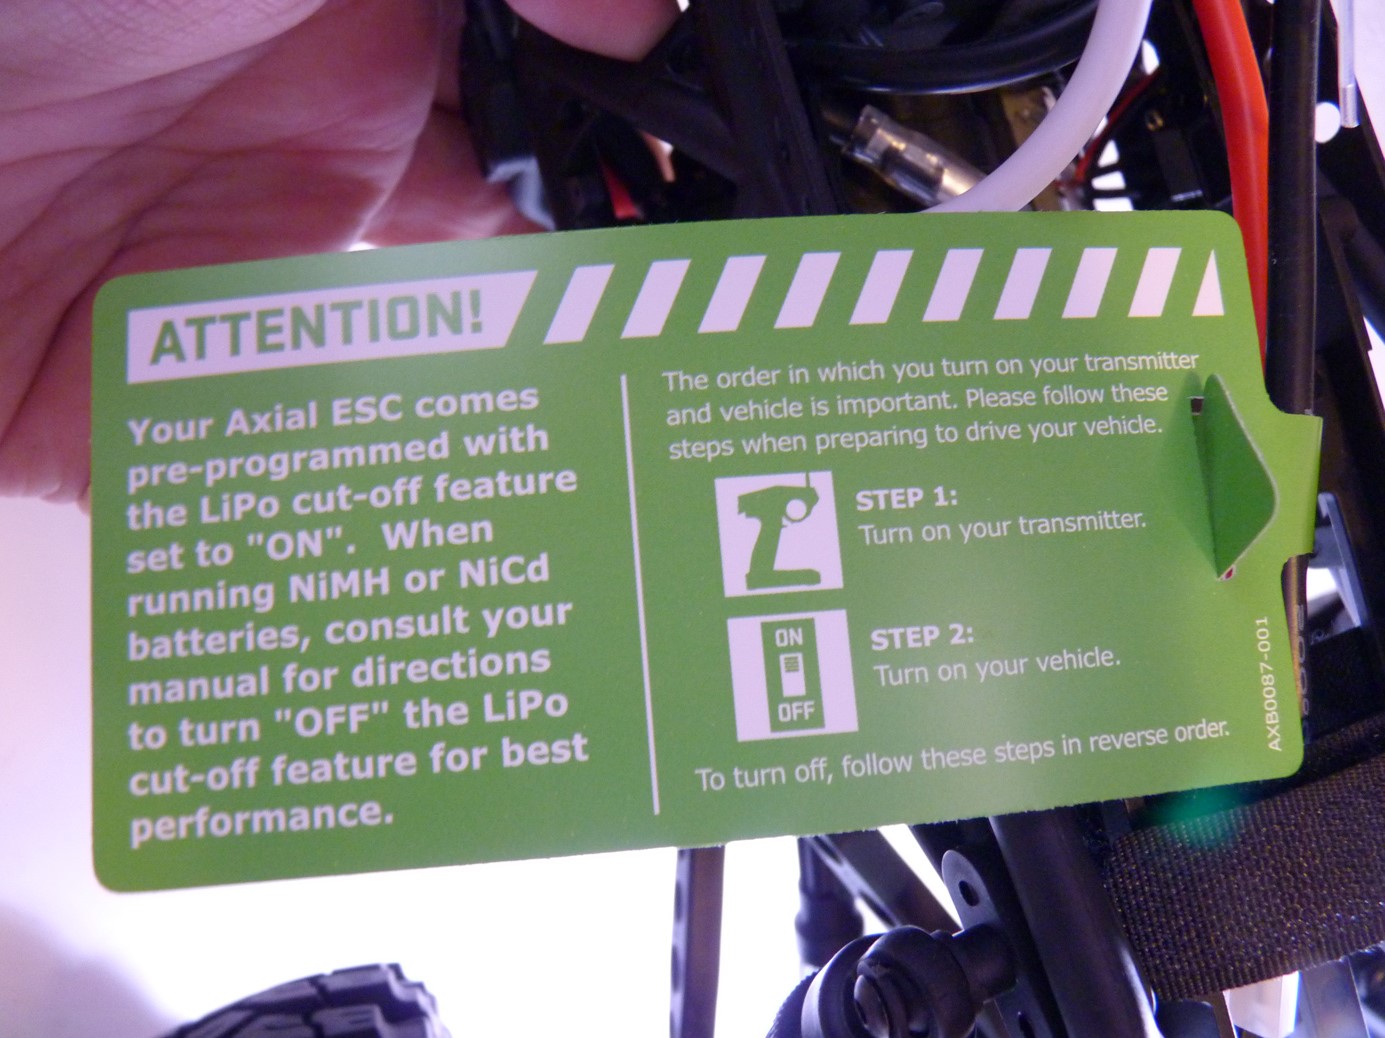 ATTENTION!
Your Axial ESC comes
pre-programmed with
the LiPo cut-off feature
set to "ON".  When
running NiMH or NiCd
batteries, consult your
manual for directions
to turn "OFF" the LiPo
cut-off feature for best
performance.
The order in which you turn on your transmitter
and vehicle is important. Please follow these
steps when preparing to drive your vehicle.
STEP 1:
Turn on your transmitter.
ON
OFF
STEP 2:
Turn on your vehicle.
To turn off, follow these steps in reverse order.
AXB0087-001